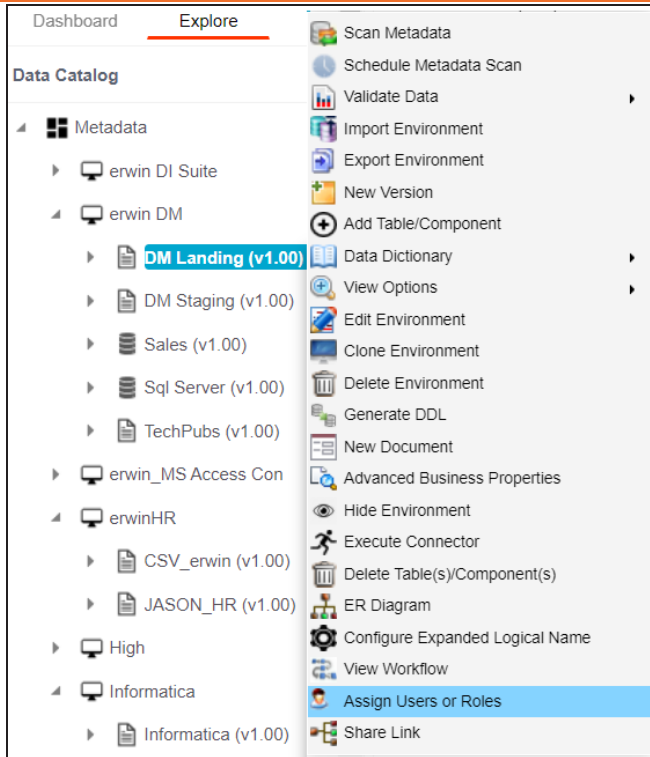 Dashboard
Explore
Data Catalog
Metadata
erwin DI Suite
erwin DM
DM Landing (v1.00)
DM Staging (v1.00)
Sales (v1.00)
Sql Server (v1.00)
TechPubs (v1.00)
erwin_MS Access Con
erwinHR
CSV_erwin (v1.00)
JASON_HR (v1.00)
High
Informatica
Informatica (v1.00)
Scan Metadata
Schedule Metadata Scan
Validate Data
Import Environment
Export Environment
New Version
Add Table/Component
Data Dictionary
View Options
Edit Environment
Clone Environment
Delete Environment
Generate DDL
New Document
Advanced Business Properties
Hide Environment
Execute Connector
Delete Table(s)/Component(s)
ER Diagram
Configure Expanded Logical Name
View Workflow
Assign Users or Roles
Share Link